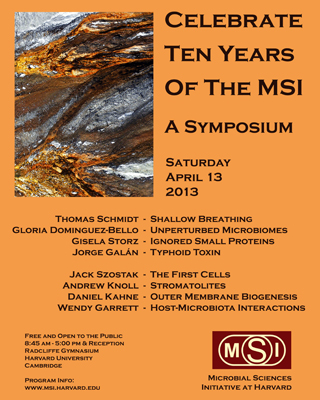 Celebrate
Ten Years
Of The MSI
A Symposium
Saturday
April 13
2013
Thomas Schmidt - Shallow Breathing
Gloria Dominguez-Bello - Unperturbed Microbiomes
Gisela Storz - Ignored Small Proteins
Jorge Galán - Typhoid Toxin
Jack Szostak - The First Cells
Andrew Knoll - Stromatolites
Daniel Kahne - Outer Membrane Biogenesis
Wendy Garrett - Host-Microbiota Interactions
Free and Open to the Public
8:45 am - 5:00 pm & Reception
Radcliffe Gymnasium
Harvard University
Cambridge
Program Info:
www.msi.harvard.edu
MSI
Microbial Sciences
Initiative at Harvard